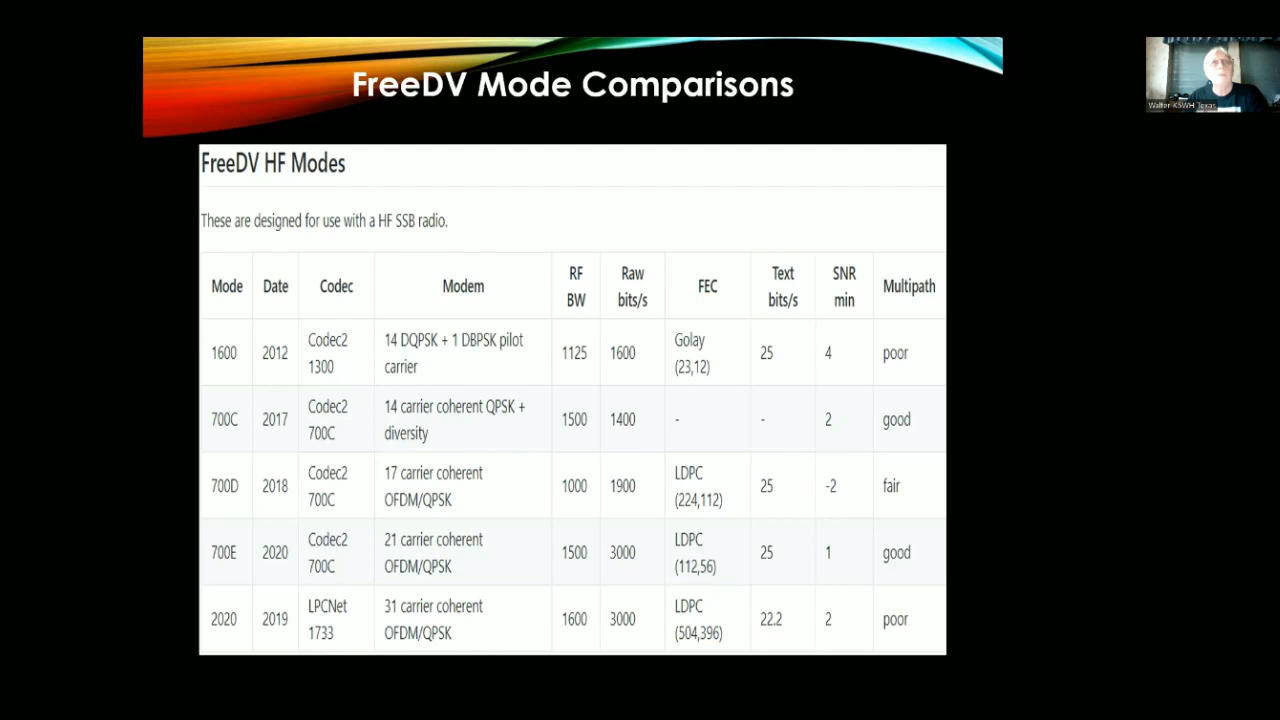 FreeDV Mode Comparisons
Walter K5WH Texas
FreeDV HF Modes
These are designed for use with a HF SSB radio.
Mode Date Codec Modem RF BW Raw bits/s FEC Text bits/s SNR min Multipath
1600 2012 Codec2 1300 14 DQPSK + 1 DBPSK pilot carrier 1125 1600 Golay (23,12) 25 4 poor
700C 2017 Codec2 700C 14 carrier coherent QPSK + diversity 1500 1400 - - 2 good
700D 2018 Codec2 700C 17 carrier coherent OFDM/QPSK 1000 1900 LDPC (224,112) 25 -2 fair
700E 2020 Codec2 700C 21 carrier coherent OFDM/QPSK 1500 3000 LDPC (112,56) 25 1 good
2020 2019 LPCNet 1733 31 carrier coherent OFDM/QPSK 1600 3000 LDPC (504,396) 22.2 2 poor